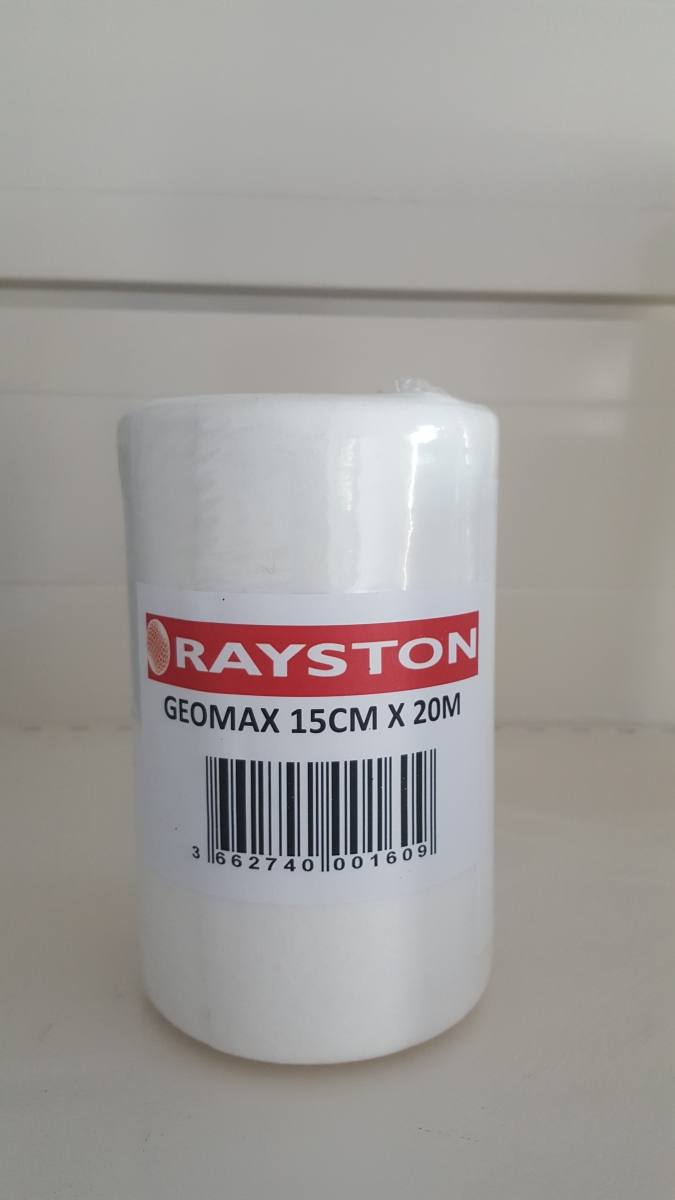 RAYSTON
GEOMAX 15CM X 20M
3 662740 001609